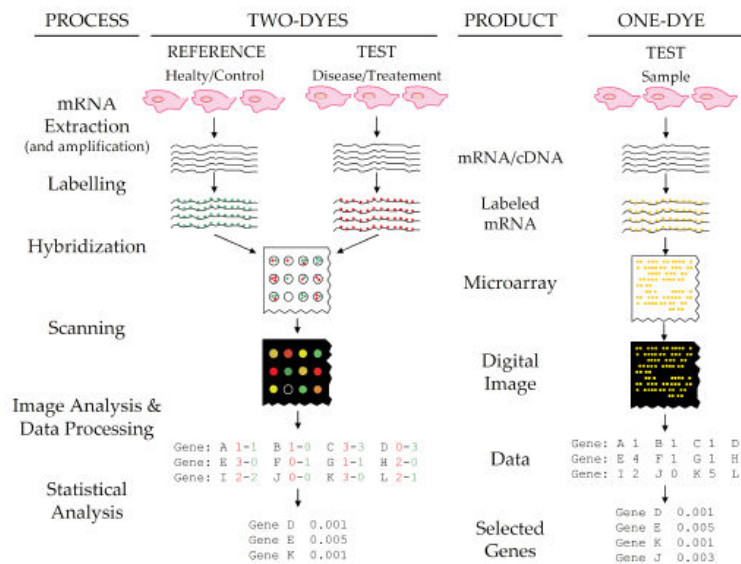 PROCESS TWO-DYES PRODUCT ONE-DYE
REFERENCE TEST TEST
Healty/Control Disease/Treatement Sample
mRNA
Extraction
(and amplification)
mRNA/cDNA
Labelling
Labeled
mRNA
Hybridization
Microarray
Scanning
Digital
Image
Image Analysis &
Data Processing
Gene: A 1-1 B 1-0 C 3-3 D 0-3
Gene: E 3-0 F 0-1 G 1-1 H 2-0
Gene: I 2-2 J 0-0 K 3-0 L 2-1
Data
Gene: A 1 B 1 C 1 D
Gene: E 4 F 1 G 1 H
Gene: I 2 J 0 K 5 L
Statistical
Analysis
Gene D 0.001
Gene E 0.005
Gene K 0.001
Selected
Genes
Gene D 0.001
Gene E 0.005
Gene K 0.001
Gene J 0.003